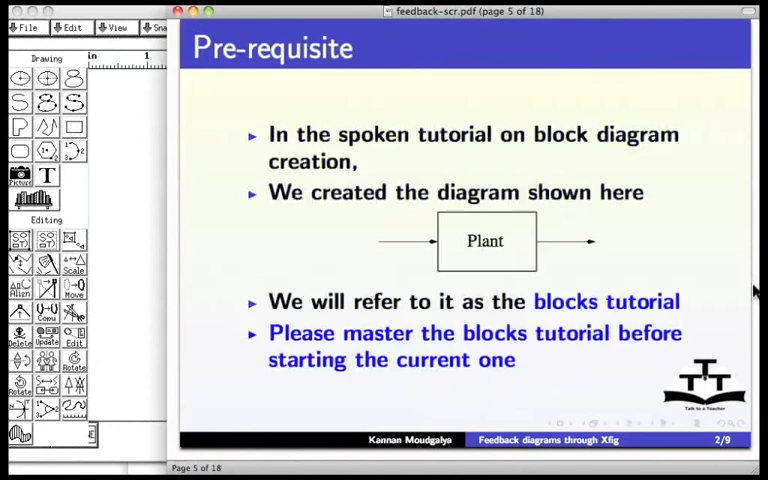 feedback-scr.pdf (page 5 of 18)
File
Edit
View
Sna
in
1
Drawing
Picture
T
Editing
Scale
Align
Move
Copy
Delete
Update
Edit
Rotate
Rotate
Pre-requisite
In the spoken tutorial on block diagram
creation,
We created the diagram shown here
Plant
We will refer to it as the blocks tutorial
Please master the blocks tutorial before
starting the current one
Talk to a Teacher
Kannan Moudgalya
Feedback diagrams through Xfig
2/9
Page 5 of 18